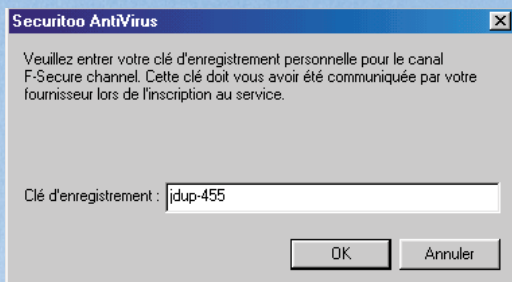 Securitoo AntiVirus
Veuillez entrer votre clé d'enregistrement personnelle pour le canal
F-Secure channel. Cette clé doit vous avoir été communiquée par votre
fournisseur lors de l'inscription au service.
Clé d'enregistrement : jdup-455
OK Annuler